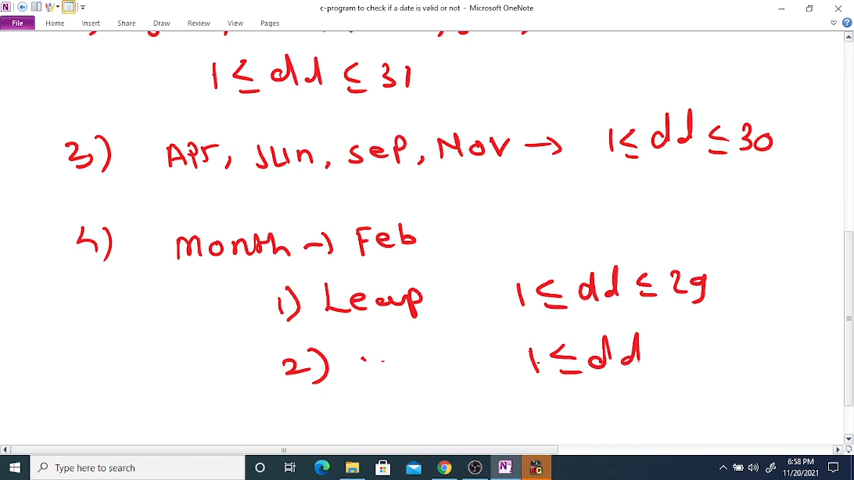 c-program to check if a date is valid or not - Microsoft OneNote
File Home Insert Share Draw History Review View Pages
1 ≤ dd ≤ 31
3) Apr, Jun, Sep, Nov → 1 ≤ dd ≤ 30
4) Month → Feb
1) Leap 1 ≤ dd ≤ 29
2) 1 ≤ dd
Type here to search
6:58 PM
11/20/2021